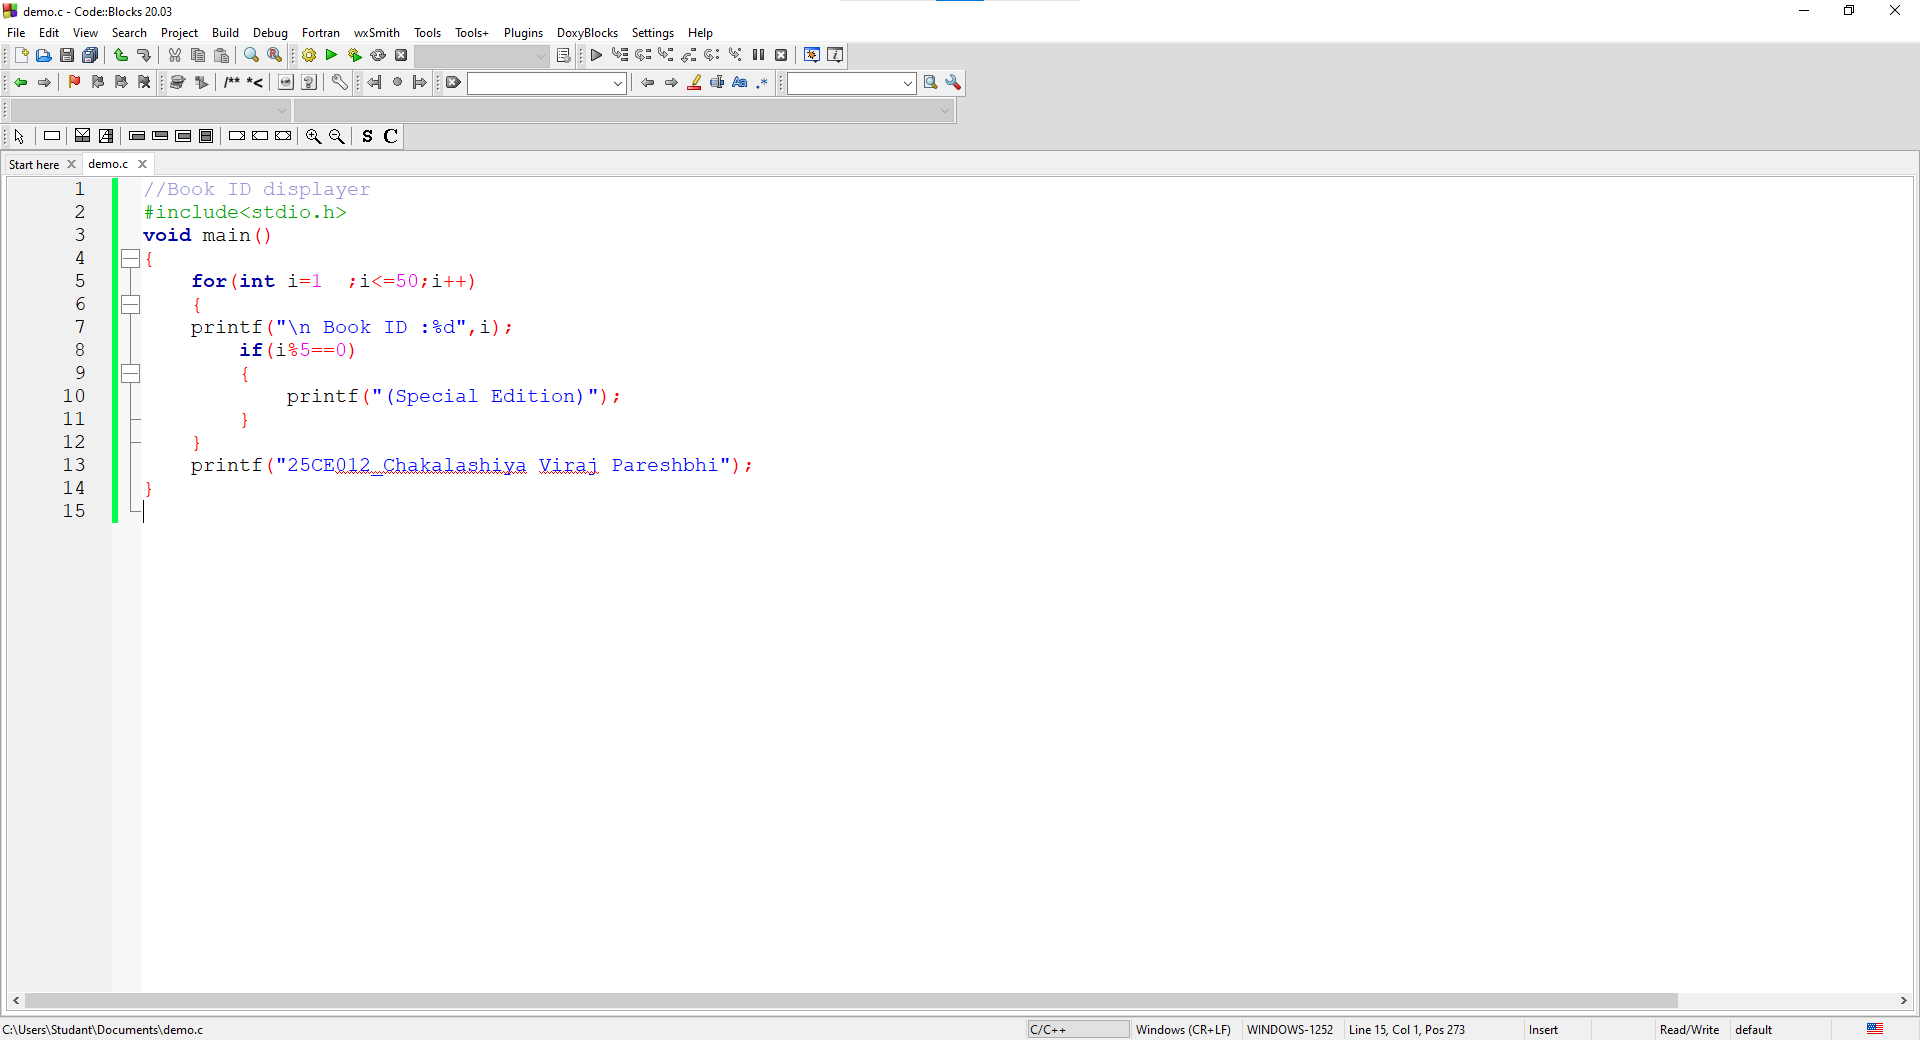 demo.c - Code::Blocks 20.03
File Edit View Search Project Build Debug Fortran wxSmith Tools Tools+ Plugins DoxyBlocks Settings Help
/** *<
Aa .*
S C
Start here demo.c
1 //Book ID displayer
2 #include<stdio.h>
3 void main()
4 {
5     for(int i=1  ;i<=50;i++)
6     {
7     printf("\n Book ID :%d",i);
8         if(i%5==0)
9         {
10             printf("(Special Edition)");
11         }
12     }
13     printf("25CE012_Chakalashiya Viraj Pareshbhi");
14 }
15
C:\Users\Studant\Documents\demo.c C/C++ Windows (CR+LF) WINDOWS-1252 Line 15, Col 1, Pos 273 Insert Read/Write default